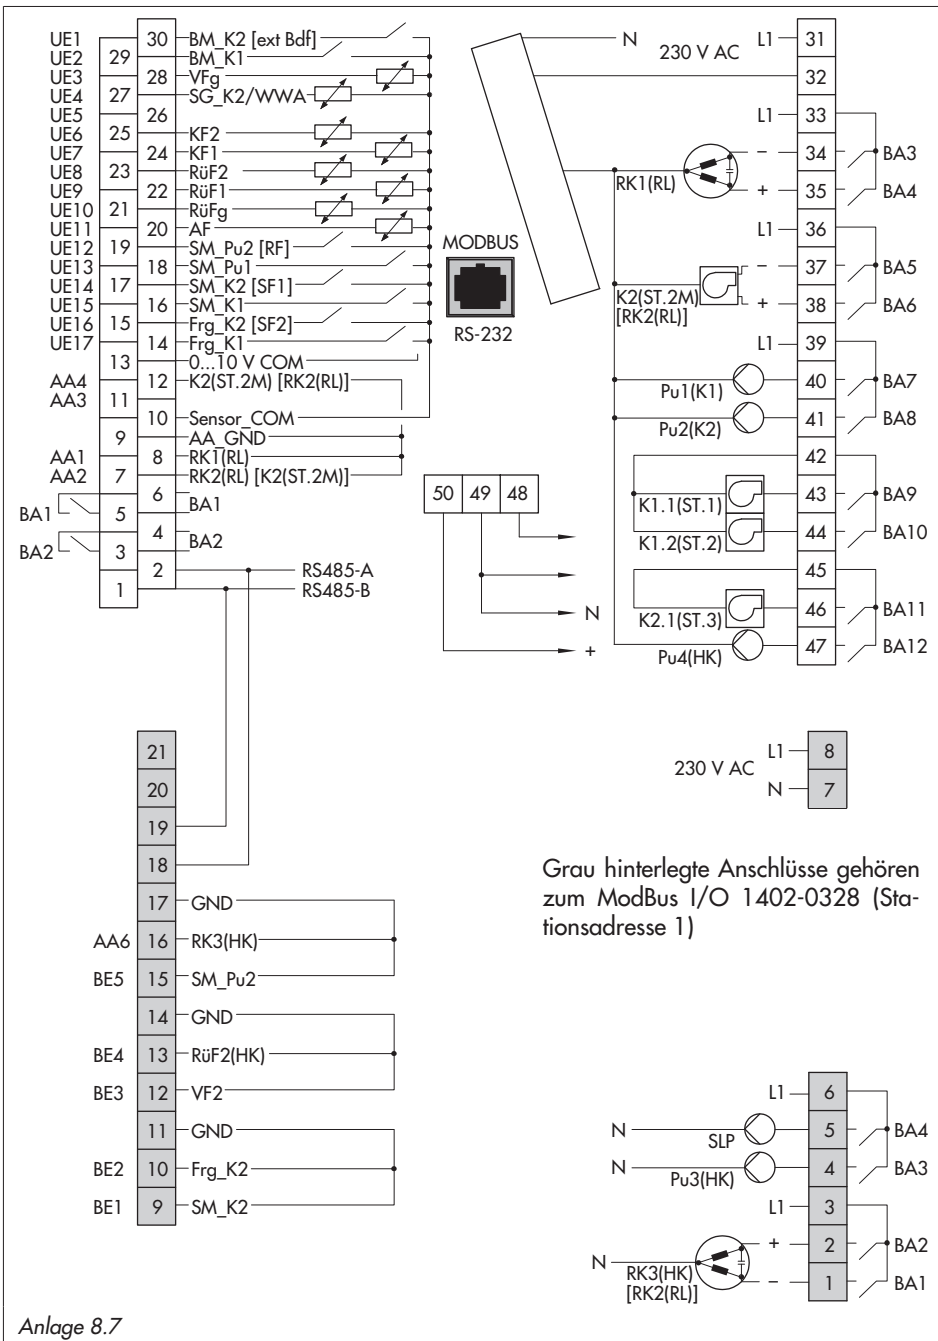 UE1 30 BM_K2 [ext Bdf]
UE2 29 BM_K1
UE3 28 VFg
UE4 27 SG_K2/WWA
UE5 26
UE6 25 KF2
UE7 24 KF1
UE8 23 RüF2
UE9 22 RüF1
UE10 21 RüFg
UE11 20 AF
UE12 19 SM_Pu2 [RF]
UE13 18 SM_Pu1
UE14 17 SM_K2 [SF1]
UE15 16 SM_K1
UE16 15 Frg_K2 [SF2]
UE17 14 Frg_K1
13 0...10 V COM
AA4 12 K2(ST.2M) [RK2(RL)]
AA3 11
10 Sensor_COM
9 AA_GND
AA1 8 RK1(RL)
AA2 7 RK2(RL) [K2(ST.2M)]
6 BA1
BA1 5
4 BA2
BA2 3
2 RS485-A
1 RS485-B
MODBUS
RS-232
N 230 V AC L1 31
32
L1 33
– 34 BA3
RK1(RL) + 35 BA4
L1 36
– 37 BA5
K2(ST.2M) + 38 BA6
[RK2(RL)]
L1 39
Pu1(K1) 40 BA7
Pu2(K2) 41 BA8
42
K1.1(ST.1) 43 BA9
K1.2(ST.2) 44 BA10
45
K2.1(ST.3) 46 BA11
Pu4(HK) 47 BA12
50 49 48
N
+
21
20
19
18
17 GND
AA6 16 RK3(HK)
BE5 15 SM_Pu2
14 GND
BE4 13 RüF2(HK)
BE3 12 VF2
11 GND
BE2 10 Frg_K2
BE1 9 SM_K2
230 V AC L1 8
N 7
Grau hinterlegte Anschlüsse gehören
zum ModBus I/O 1402-0328 (Sta-
tionsadresse 1)
L1 6
N SLP 5 BA4
N Pu3(HK) 4 BA3
L1 3
+ 2 BA2
N RK3(HK) – 1 BA1
[RK2(RL)]
Anlage 8.7